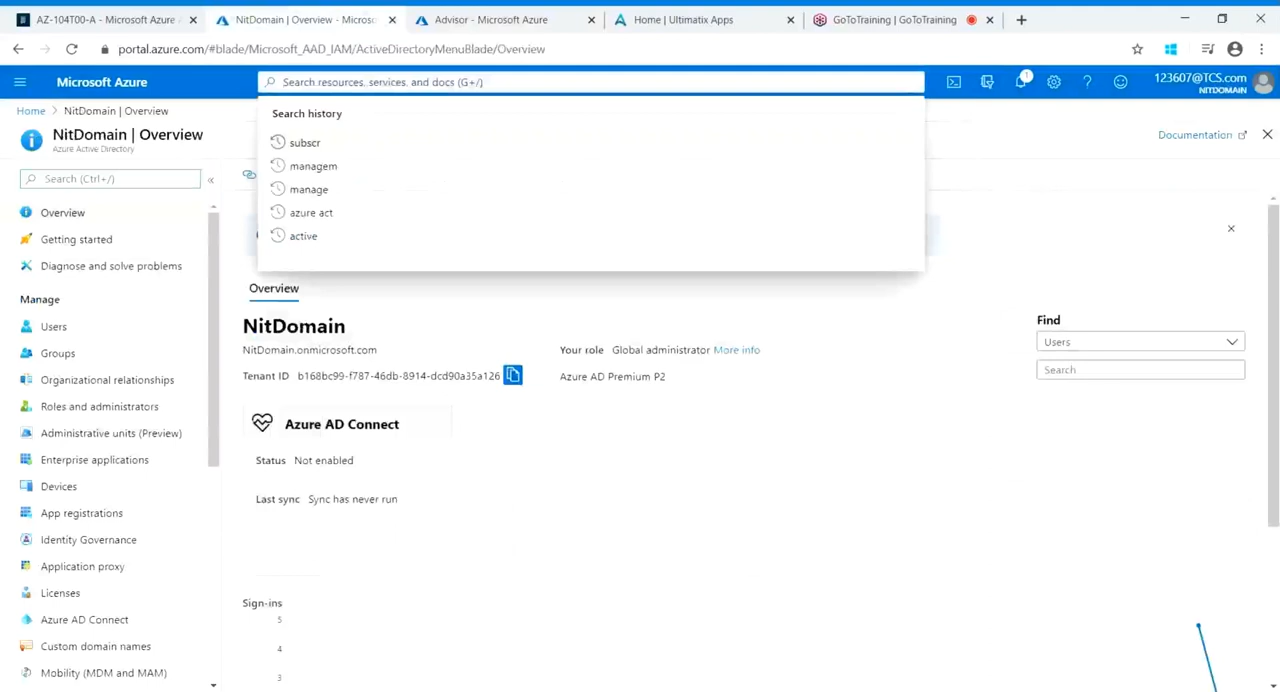 AZ-104T00-A - Microsoft Azure A
NitDomain | Overview - Microso
Advisor - Microsoft Azure
Home | Ultimatix Apps
GoToTraining | GoToTraining
portal.azure.com/#blade/Microsoft_AAD_IAM/ActiveDirectoryMenuBlade/Overview
Microsoft Azure
Search resources, services, and docs (G+/)
1
123607@TCS.com
NITDOMAIN
Home > NitDomain | Overview
NitDomain | Overview
Azure Active Directory
Documentation
Search history
subscr
managem
manage
azure act
active
Search (Ctrl+/)
«
Overview
Getting started
Diagnose and solve problems
Manage
Users
Groups
Organizational relationships
Roles and administrators
Administrative units (Preview)
Enterprise applications
Devices
App registrations
Identity Governance
Application proxy
Licenses
Azure AD Connect
Custom domain names
Mobility (MDM and MAM)
Overview
NitDomain
NitDomain.onmicrosoft.com
Tenant ID b168bc99-f787-46db-8914-dcd90a35a126
Your role Global administrator More info
Azure AD Premium P2
Find
Users
Search
Azure AD Connect
Status Not enabled
Last sync Sync has never run
Sign-ins
5
4
3